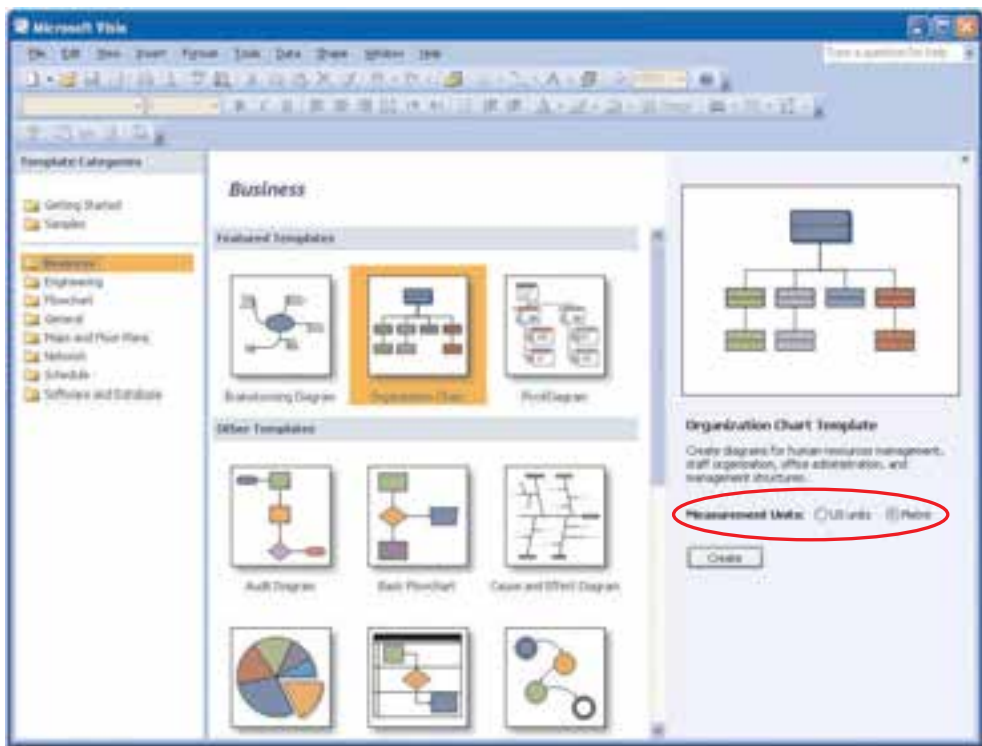 Microsoft Visio
File Edit View Insert Format Tools Data Shape Window Help
Type a question for help
Template Categories
Getting Started
Samples
Business
Engineering
Flowchart
General
Maps and Floor Plans
Network
Schedule
Software and Database
Business
Featured Templates
Brainstorming Diagram
Organization Chart
PivotDiagram
Other Templates
Audit Diagram
Basic Flowchart
Cause and Effect Diagram
Organization Chart Template
Create diagrams for human resources management,
staff organization, office administration, and
management structures.
Measurement Units: US units Metric
Create